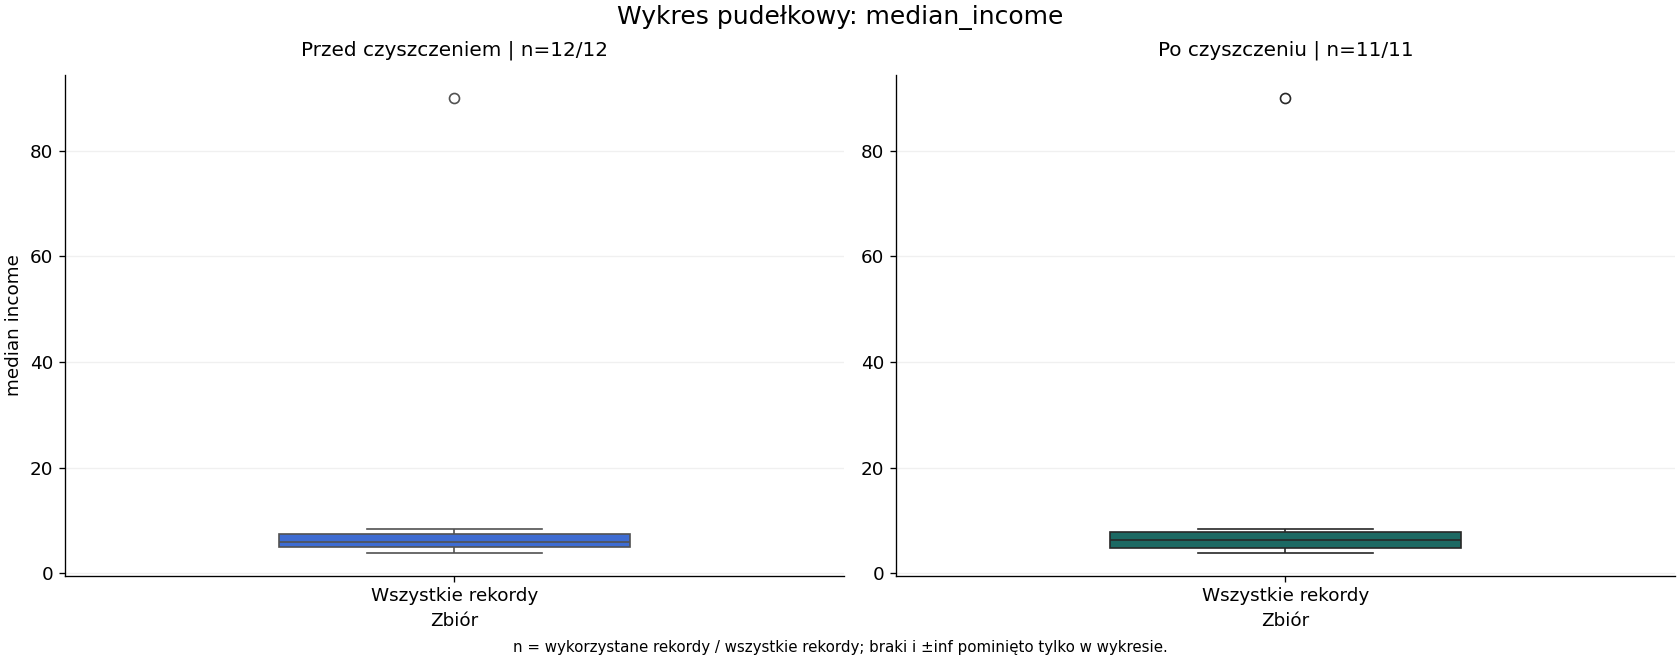 Wykres pudełkowy: median_income
Przed czyszczeniem | n=12/12
80
60
40
20
0
median income
Wszystkie rekordy
Zbiór
Po czyszczeniu | n=11/11
80
60
40
20
0
Wszystkie rekordy
Zbiór
n = wykorzystane rekordy / wszystkie rekordy; braki i ±inf pominięto tylko w wykresie.